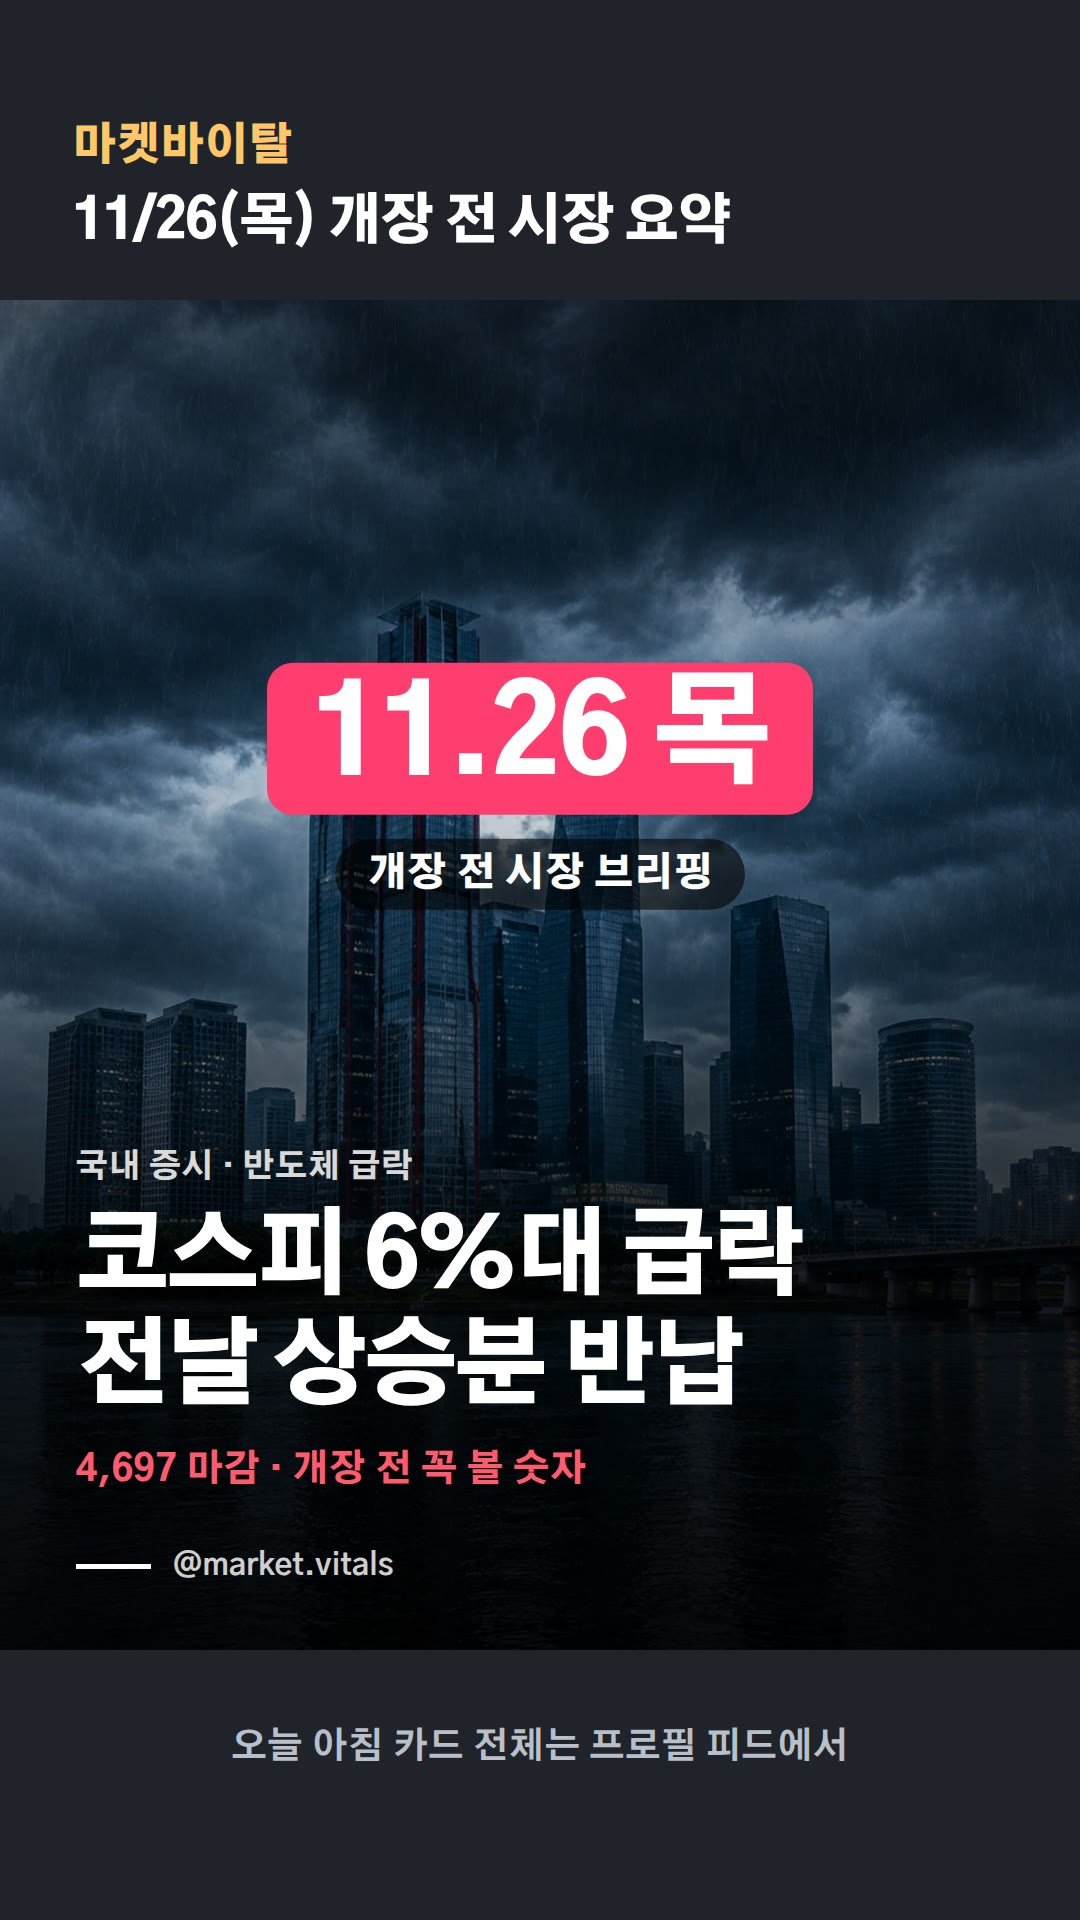 마켓바이탈
11/26(목) 개장 전 시장 요약
11.26 목
개장 전 시장 브리핑
국내 증시 · 반도체 급락
코스피 6%대 급락
전날 상승분 반납
4,697 마감 · 개장 전 꼭 볼 숫자
@market.vitals
오늘 아침 카드 전체는 프로필 피드에서